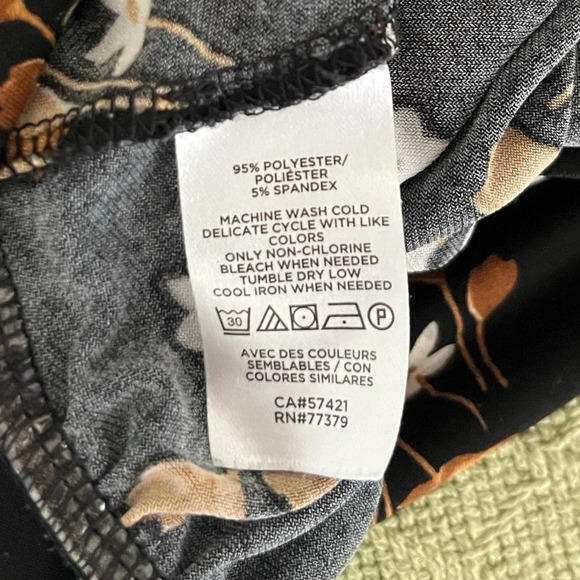 95% POLYESTER/
POLIÉSTER
5% SPANDEX
MACHINE WASH COLD
DELICATE CYCLE WITH LIKE
COLORS
ONLY NON-CHLORINE
BLEACH WHEN NEEDED
TUMBLE DRY LOW
COOL IRON WHEN NEEDED
30 P
AVEC DES COULEURS
SEMBLABLES / CON
COLORES SIMILARES
CA#57421
RN#77379